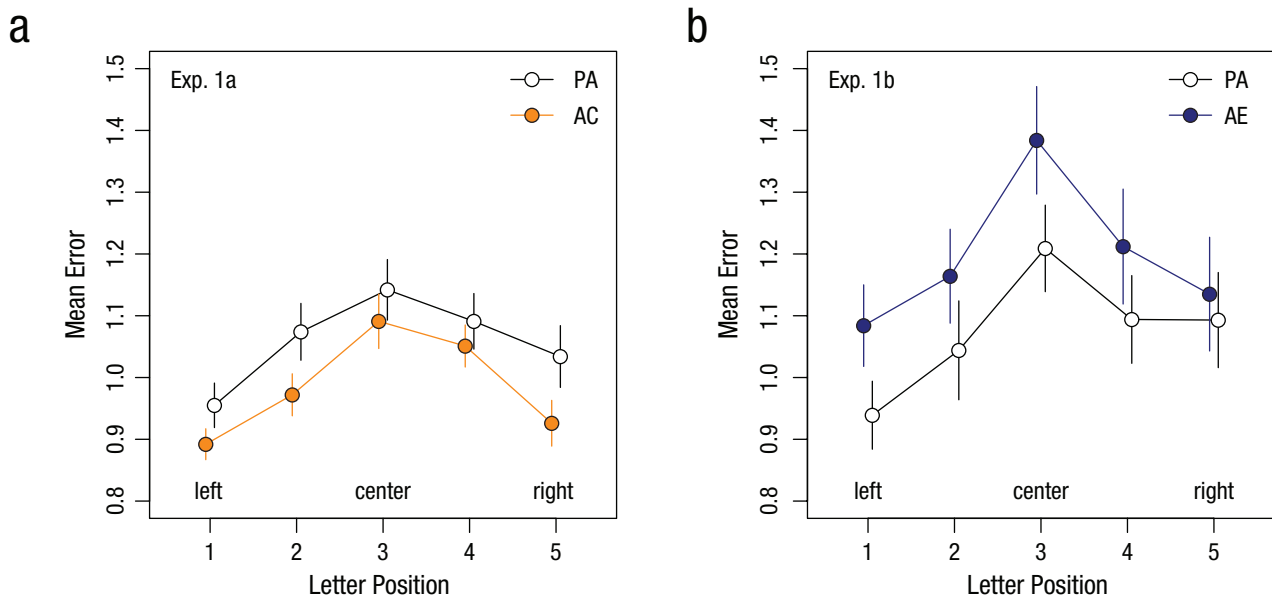 a
Exp. 1a
PA
AC
Mean Error
1.5
1.4
1.3
1.2
1.1
1.0
0.9
0.8
left center right
1 2 3 4 5
Letter Position
b
Exp. 1b
PA
AE
Mean Error
1.5
1.4
1.3
1.2
1.1
1.0
0.9
0.8
left center right
1 2 3 4 5
Letter Position